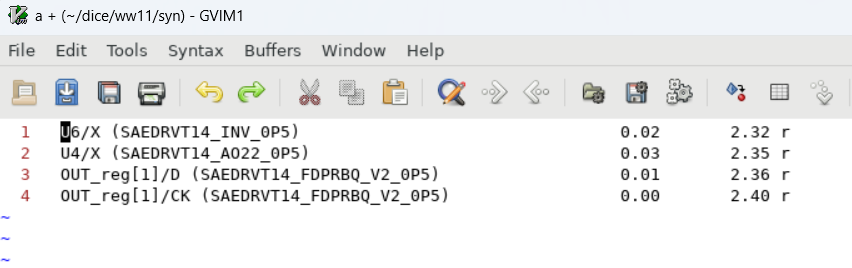 a + (~/dice/ww11/syn) - GVIM1
File Edit Tools Syntax Buffers Window Help
1 U6/X (SAEDRVT14_INV_0P5) 0.02 2.32 r
2 U4/X (SAEDRVT14_AO22_0P5) 0.03 2.35 r
3 OUT_reg[1]/D (SAEDRVT14_FDPRBQ_V2_0P5) 0.01 2.36 r
4 OUT_reg[1]/CK (SAEDRVT14_FDPRBQ_V2_0P5) 0.00 2.40 r
~
~
~